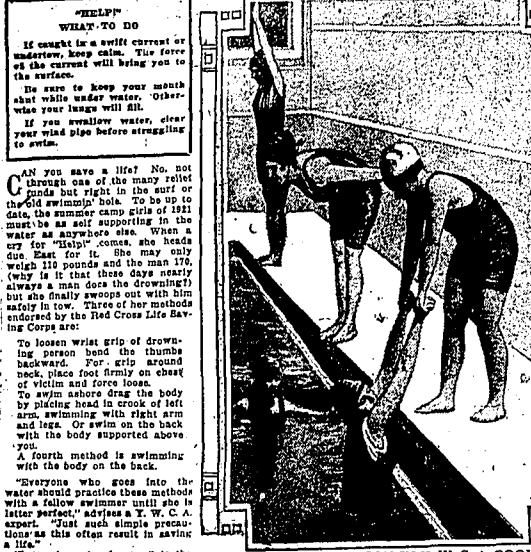 "HELP!"
WHAT TO DO
If caught in a swift current or
undertow, keep calm. The force
of the current will bring you to
the surface.
Be sure to keep your mouth
shut while under water. Other-
wise your lungs will fill.
If you swallow water, clear
your wind pipe before struggling
to swim.
CAN you save a life? No, not
through one of the many relief
funds but right in the surf or
the old swimmin' hole. To be up to
date, the summer camp girls of 1921
must be as self supporting in the
water as anywhere else. When a
cry for "Help!" comes, she heads
due East for it. She may only
weigh 110 pounds and the man 170,
(why is it that these days nearly
always a man does the drowning?)
but she finally swoops out with him
safely in tow. Three of her methods
endorsed by the Red Cross Life Sav-
ing Corps are:
To loosen wrist grip of drown-
ing person bend the thumbs
backward. For grip around
neck, place foot firmly on chest
of victim and force loose.
To swim ashore drag the body
by placing head in crook of left
arm, swimming with right arm
and legs. Or swim on the back
with the body supported above
you.
A fourth method is swimming
with the body on the back.
"Everyone who goes into the
water should practice these methods
with a fellow swimmer until she is
letter perfect," advises a Y. W. C. A.
expert. "Just such simple precau-
tions as this often result in saving
a life."